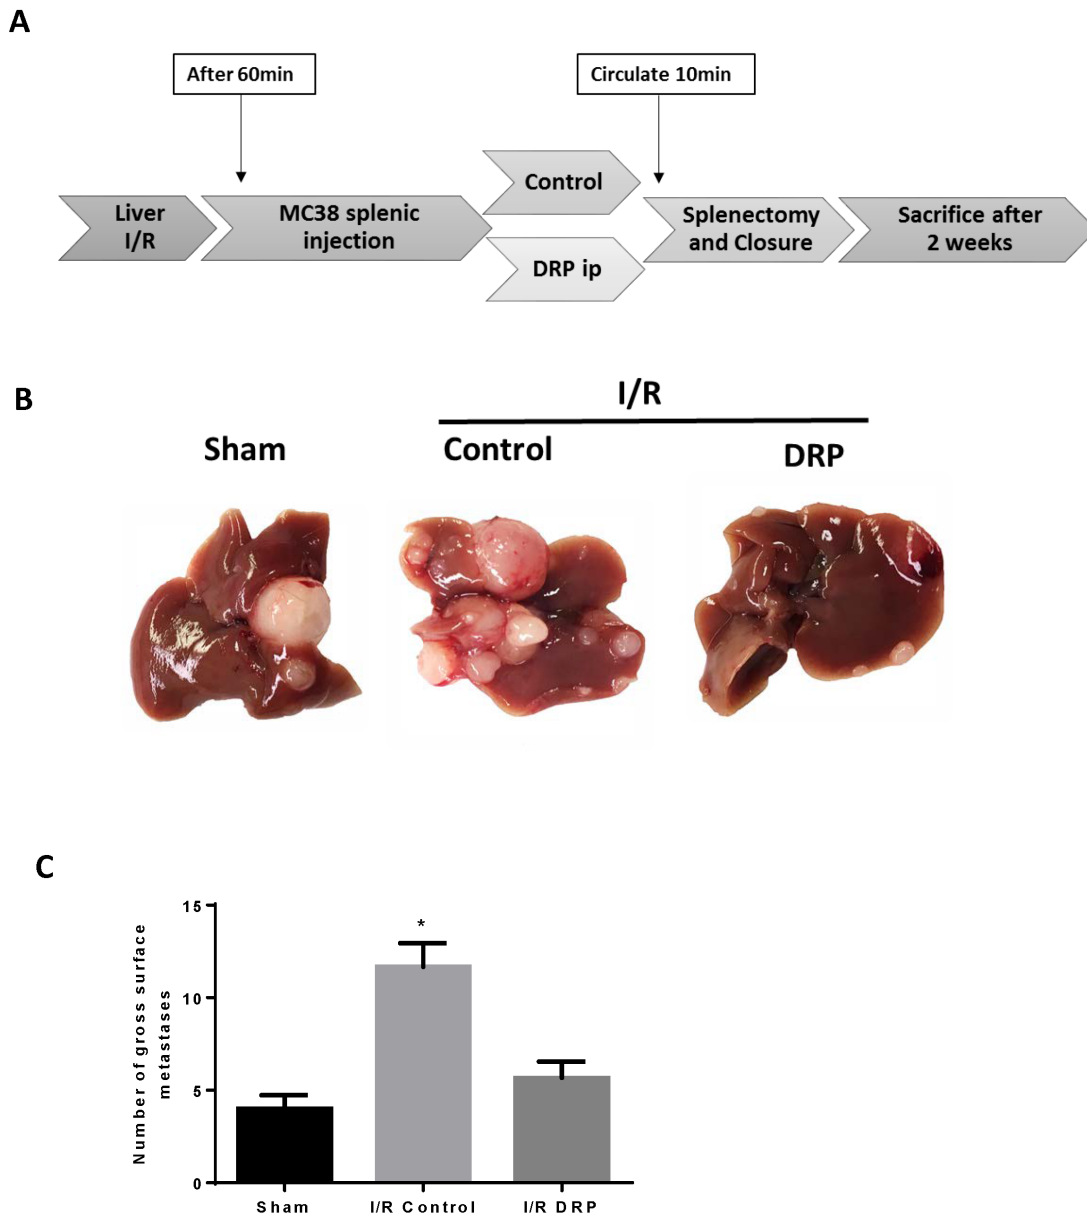 A
After 60min
Circulate 10min
Liver
I/R
MC38 splenic
injection
Control
DRP ip
Splenectomy
and Closure
Sacrifice after
2 weeks
B
I/R
Sham
Control
DRP
C
Number of gross surface
metastases
15
10
5
0
*
Sham
I/R Control
I/R DRP